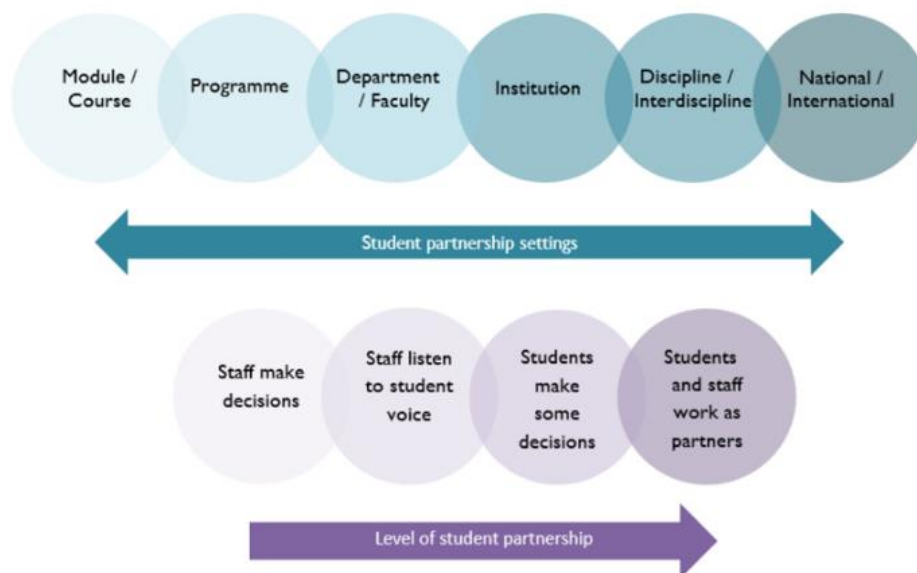 Module /
Course
Programme
Department
/ Faculty
Institution
Discipline /
Interdiscipline
National /
International
Student partnership settings
Staff make
decisions
Staff listen
to student
voice
Students
make
some
decisions
Students
and staff
work as
partners
Level of student partnership